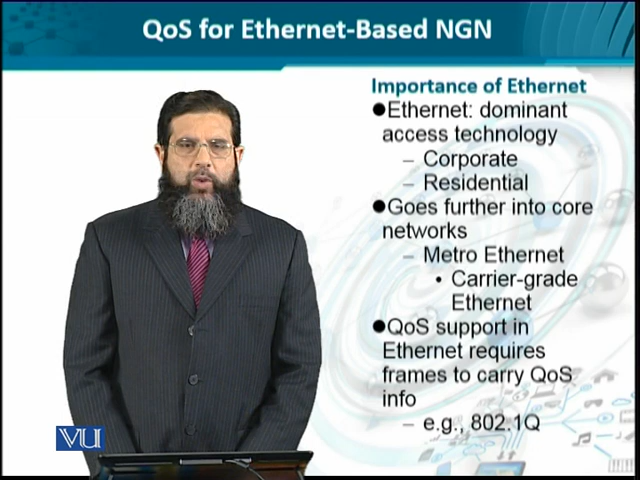 QoS for Ethernet-Based NGN
Importance of Ethernet
●Ethernet: dominant
access technology
– Corporate
– Residential
●Goes further into core
networks
– Metro Ethernet
• Carrier-grade
Ethernet
●QoS support in
Ethernet requires
frames to carry QoS
info
– e.g., 802.1Q
VU